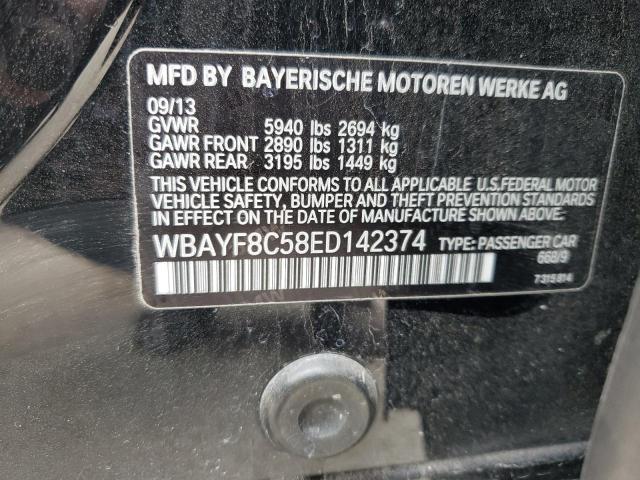 MFD BY BAYERISCHE MOTOREN WERKE AG
09/13
GVWR 5940 lbs 2694 kg
GAWR FRONT 2890 lbs 1311 kg
GAWR REAR 3195 lbs 1449 kg
THIS VEHICLE CONFORMS TO ALL APPLICABLE U.S.FEDERAL MOTOR
VEHICLE SAFETY, BUMPER AND THEFT PREVENTION STANDARDS
IN EFFECT ON THE DATE OF MANUFACTURE SHOWN ABOVE.
WBAYF8C58ED142374 TYPE: PASSENGER CAR
668/9
7315814